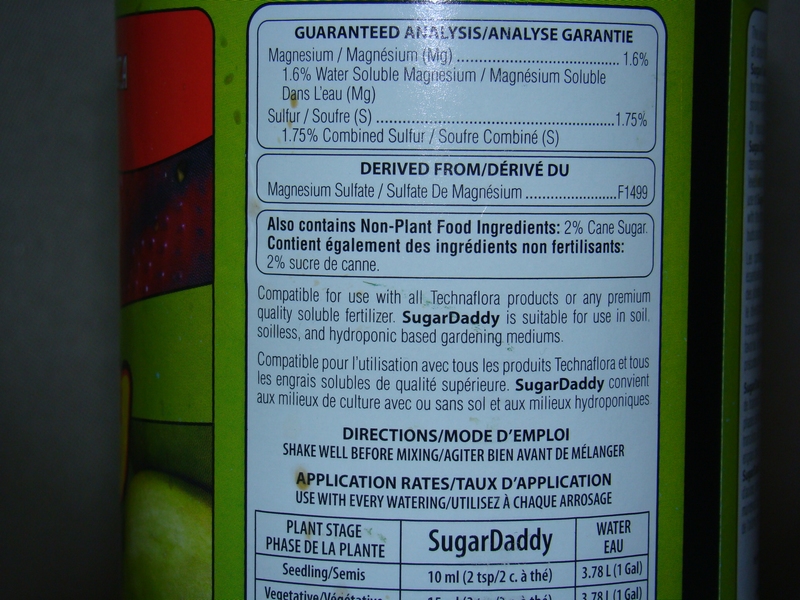 GUARANTEED ANALYSIS/ANALYSE GARANTIE
Magnesium / Magnésium (Mg) ........................................ 1.6%
1.6% Water Soluble Magnesium / Magnésium Soluble
Dans L'eau (Mg)
Sulfur / Soufre (S) ..........................................................1.75%
1.75% Combined Sulfur / Soufre Combiné (S)
DERIVED FROM/DÉRIVÉ DU
Magnesium Sulfate / Sulfate De Magnésium ......................F1499
Also contains Non-Plant Food Ingredients: 2% Cane Sugar.
Contient également des ingrédients non fertilisants:
2% sucre de canne.
Compatible for use with all Technaflora products or any premium
quality soluble fertilizer. SugarDaddy is suitable for use in soil,
soilless, and hydroponic based gardening mediums.
Compatible pour l'utilisation avec tous les produits Technaflora et tous
les engrais solubles de qualité supérieure. SugarDaddy convient
aux milieux de culture avec ou sans sol et aux milieux hydroponiques
DIRECTIONS/MODE D'EMPLOI
SHAKE WELL BEFORE MIXING/AGITER BIEN AVANT DE MÉLANGER
APPLICATION RATES/TAUX D'APPLICATION
USE WITH EVERY WATERING/UTILISEZ À CHAQUE ARROSAGE
PLANT STAGE SugarDaddy WATER
PHASE DE LA PLANTE EAU
Seedling/Semis 10 ml (2 tsp/2 c. à thé) 3.78 L (1 Gal)
Vegetative/Végétative 3.78 L (1 Gal)